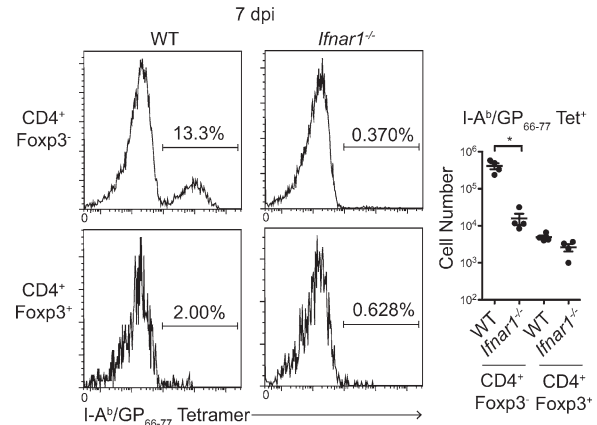 7 dpi
WT
Ifnar1-/-
CD4+
Foxp3-
13.3%
0.370%
0
0
CD4+
Foxp3+
2.00%
0.628%
0
0
I-Ab/GP66-77 Tetramer
I-Ab/GP66-77 Tet+
*
Cell Number
10^6
10^5
10^4
10^3
10^2
WT
Ifnar1-/-
WT
Ifnar1-/-
CD4+
Foxp3-
CD4+
Foxp3+